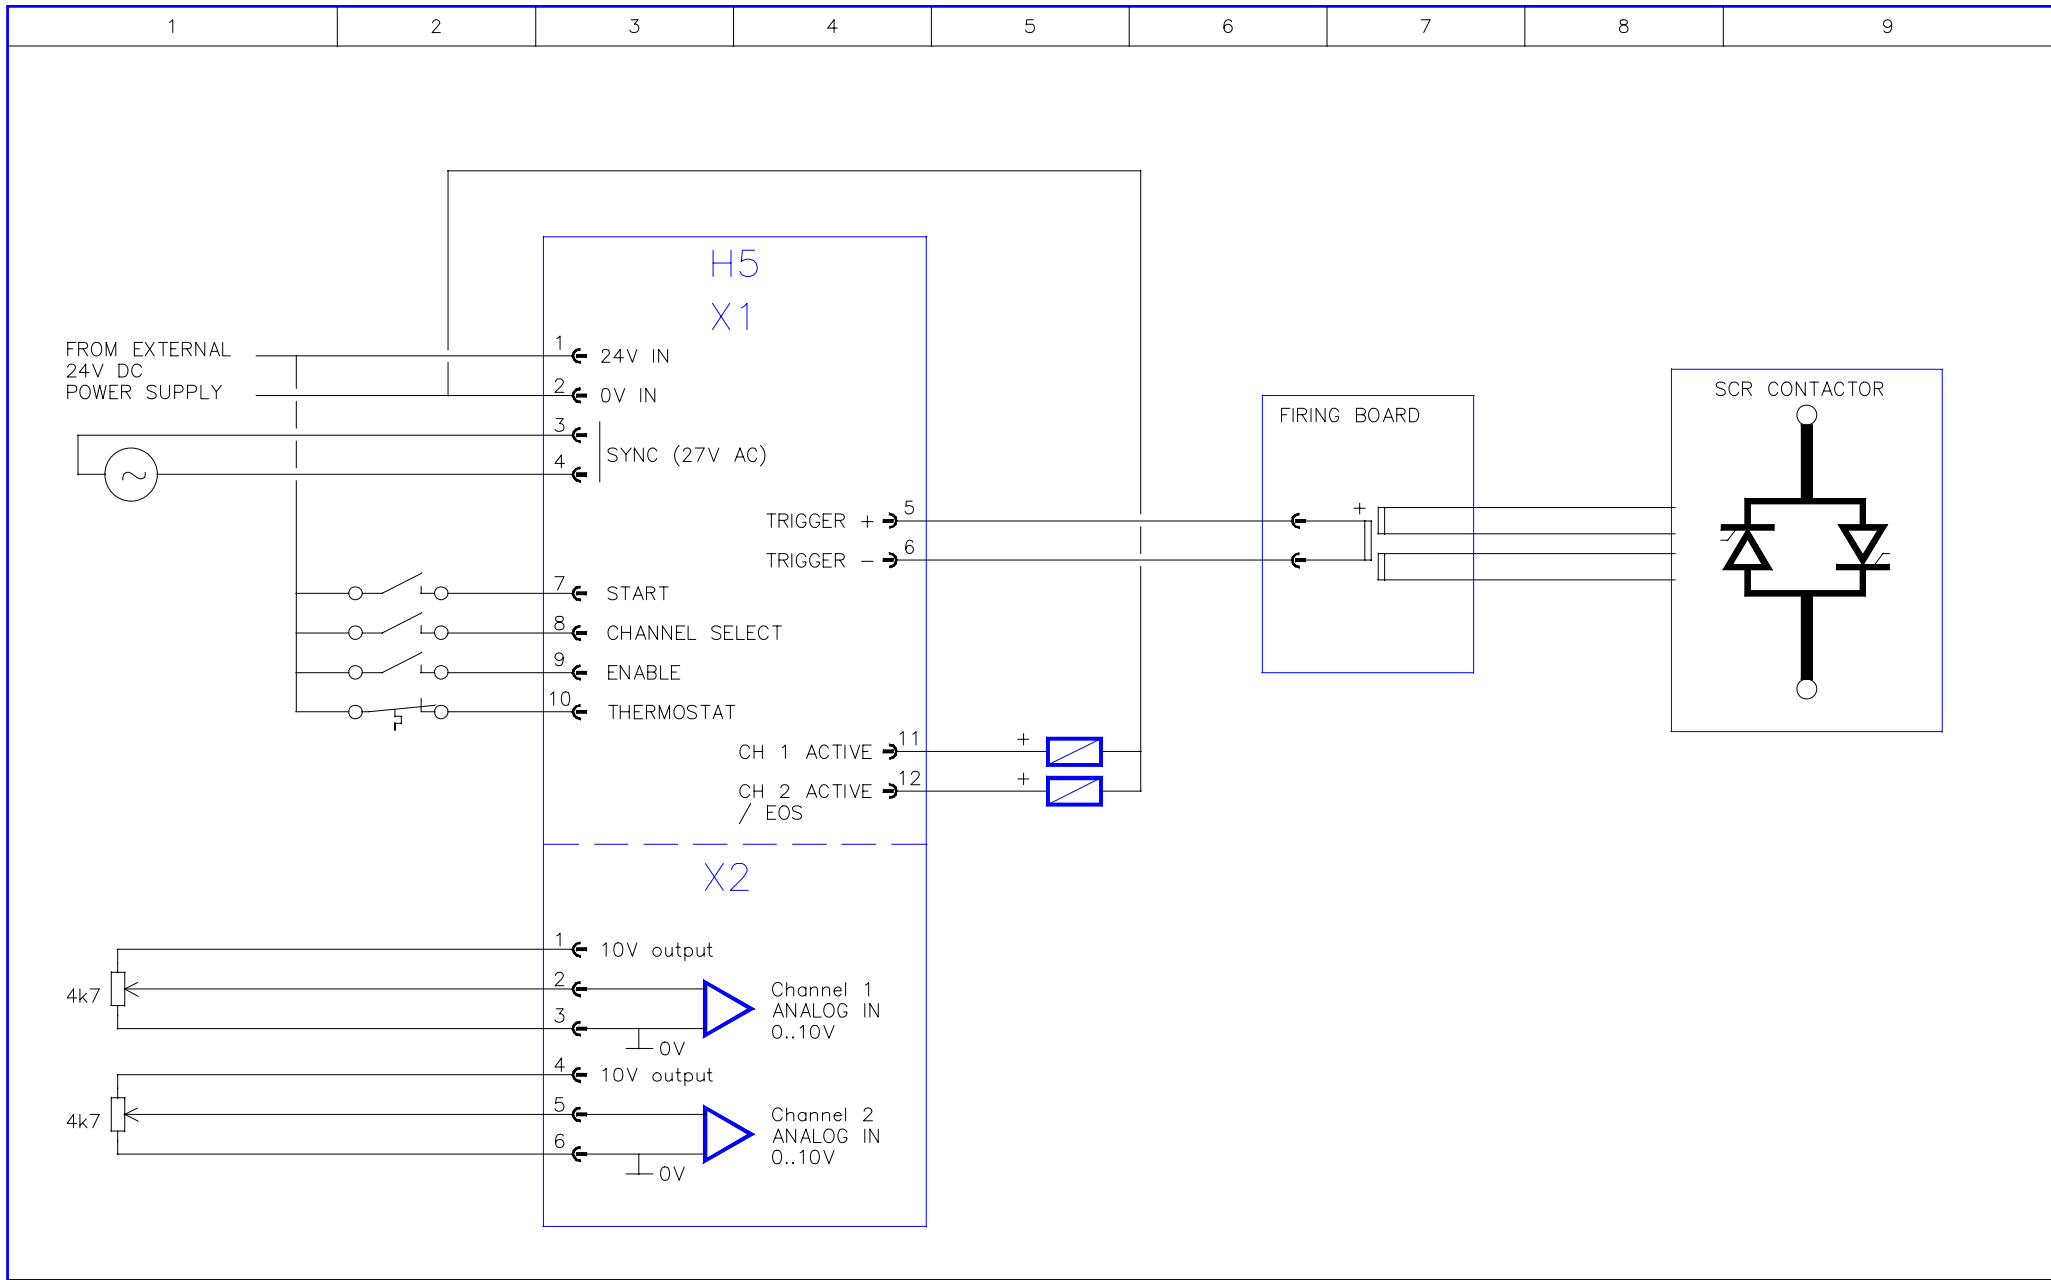 1 2 3 4 5 6 7 8 9
H5
X1
FROM EXTERNAL
24V DC
POWER SUPPLY
1 24V IN
2 0V IN
3
SYNC (27V AC)
4
~
TRIGGER + 5
TRIGGER − 6
7 START
8 CHANNEL SELECT
9 ENABLE
10 THERMOSTAT
CH 1 ACTIVE 11 +
CH 2 ACTIVE 12 +
/ EOS
FIRING BOARD
+
SCR CONTACTOR
X2
1 10V output
4k7
2
3
0V
Channel 1
ANALOG IN
0..10V
4 10V output
4k7
5
6
0V
Channel 2
ANALOG IN
0..10V